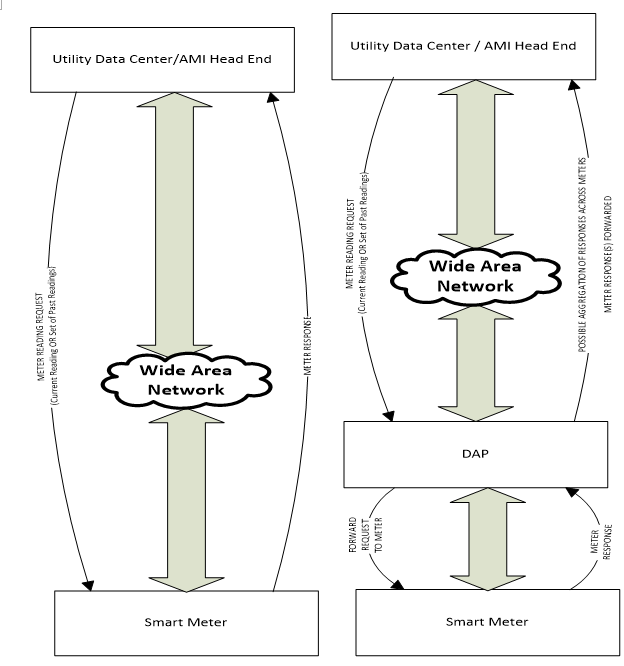 Utility Data Center/AMI Head End
METER READING REQUEST
(Current Reading OR Set of Past Readings)
METER RESPONSE
Wide Area
Network
Smart Meter
Utility Data Center / AMI Head End
METER READING REQUEST
(Current Reading OR Set of Past Readings)
POSSIBLE AGGREGATION OF RESPONSES ACROSS METERS
METER RESPONSE(S) FORWARDED
Wide Area
Network
DAP
FORWARD
REQUEST
TO METER
METER
RESPONSE
Smart Meter